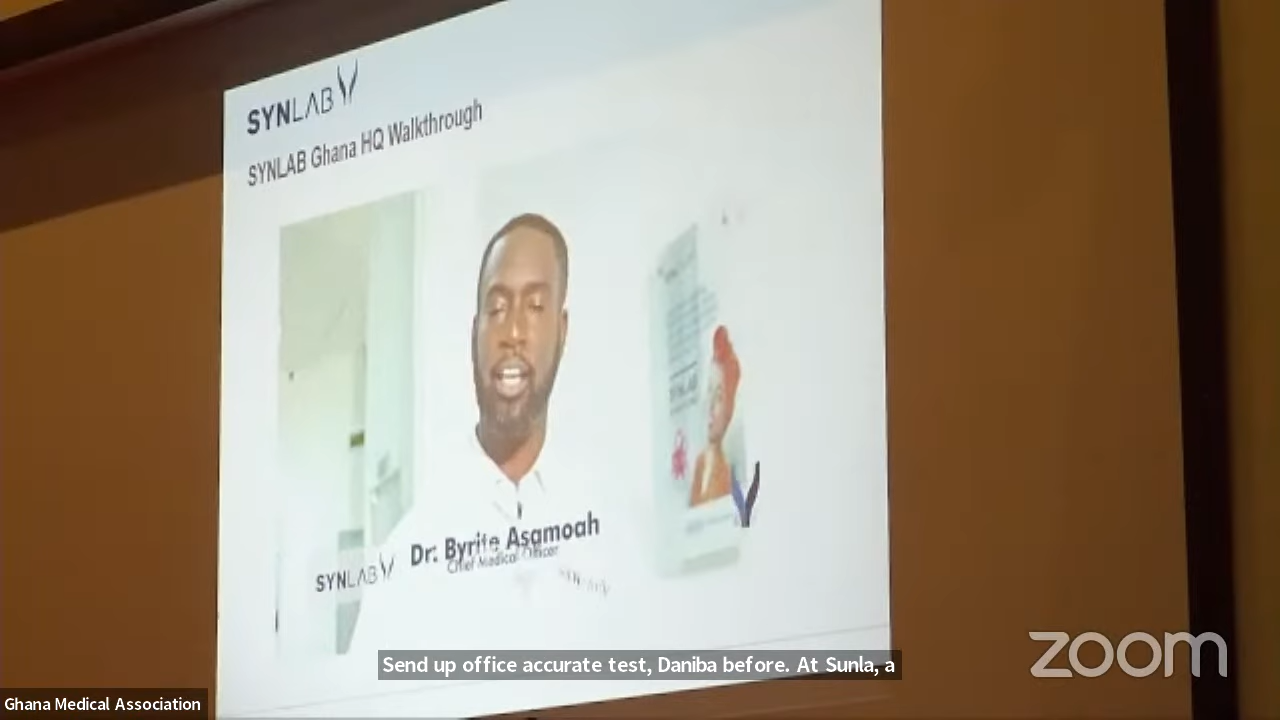 SYNLAB
SYNLAB Ghana HQ Walkthrough
Dr. Byrite Asamoah
Chief Medical Officer
SYNLAB
Send up office accurate test, Daniba before. At Sunla, a
zoom
Ghana Medical Association